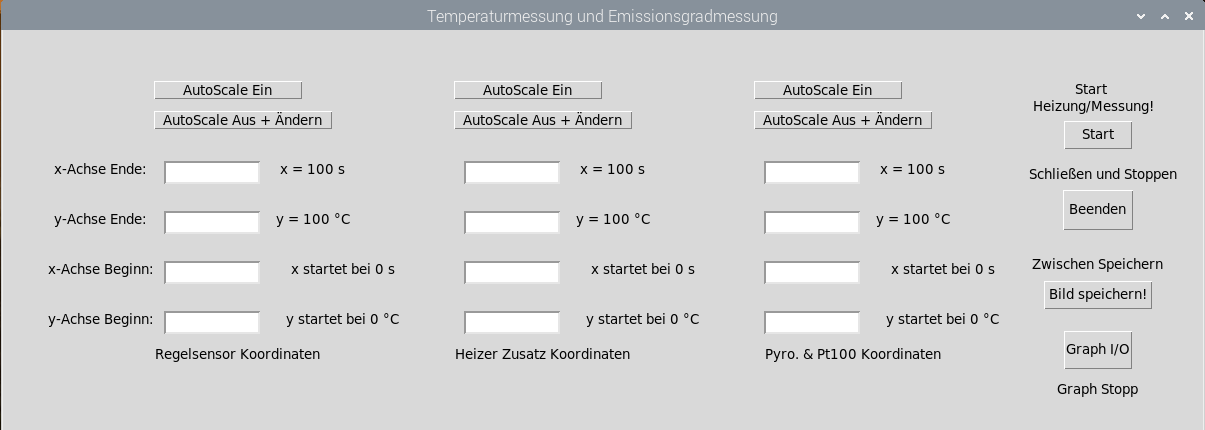 Temperaturmessung und Emissionsgradmessung
AutoScale Ein AutoScale Ein AutoScale Ein Start
Heizung/Messung!
AutoScale Aus + Ändern AutoScale Aus + Ändern AutoScale Aus + Ändern
Start
x-Achse Ende: x = 100 s x = 100 s x = 100 s
Schließen und Stoppen
y-Achse Ende: y = 100 °C y = 100 °C y = 100 °C Beenden
x-Achse Beginn: x startet bei 0 s x startet bei 0 s x startet bei 0 s Zwischen Speichern
Bild speichern!
y-Achse Beginn: y startet bei 0 °C y startet bei 0 °C y startet bei 0 °C
Regelsensor Koordinaten Heizer Zusatz Koordinaten Pyro. & Pt100 Koordinaten Graph I/O
Graph Stopp